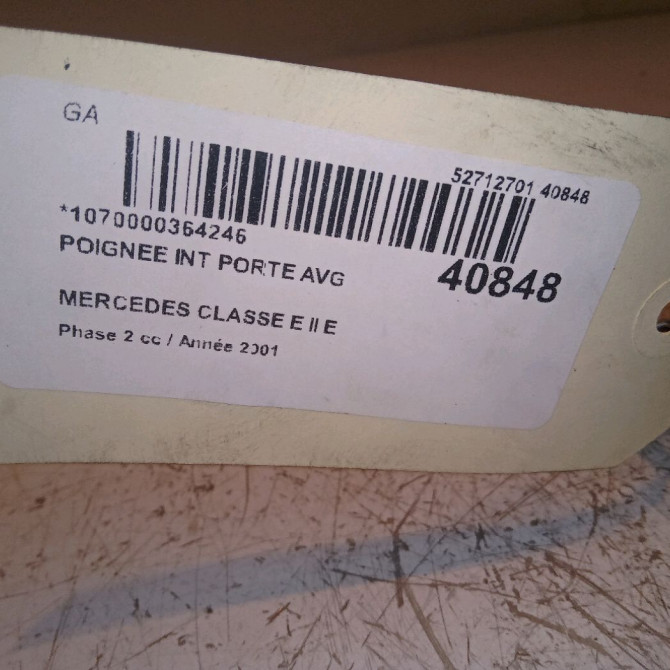 GA
52712701 40848
*1070000364246
POIGNEE INT PORTE AVG
40848
MERCEDES CLASSE E II E
Phase 2 cc / Année 2001